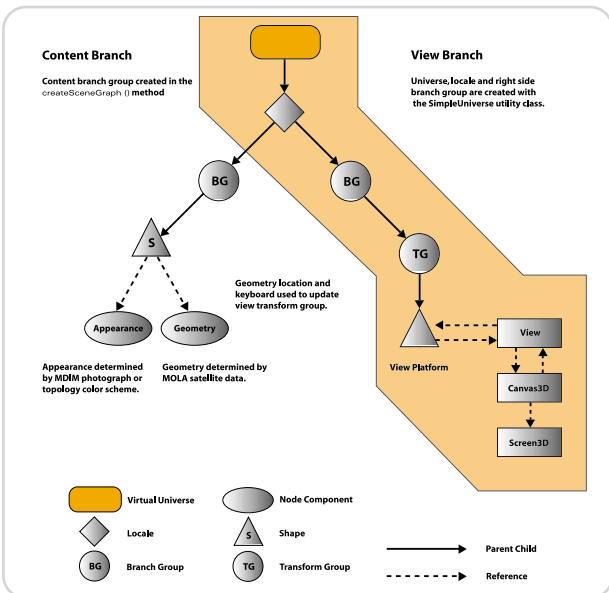 Content Branch
Content branch group created in the
createSceneGraph () method
View Branch
Universe, locale and right side
branch group are created with
the SimpleUniverse utility class.
BG
BG
S
TG
Geometry location and
keyboard used to update
view transform group.
Appearance
Geometry
View
View Platform
Appearance determined
by MDIM photograph or
topology color scheme.
Geometry determined by
MOLA satellite data.
Canvas3D
Screen3D
Virtual Universe
Node Component
Locale
S
Shape
BG
Branch Group
TG
Transform Group
Parent Child
Reference